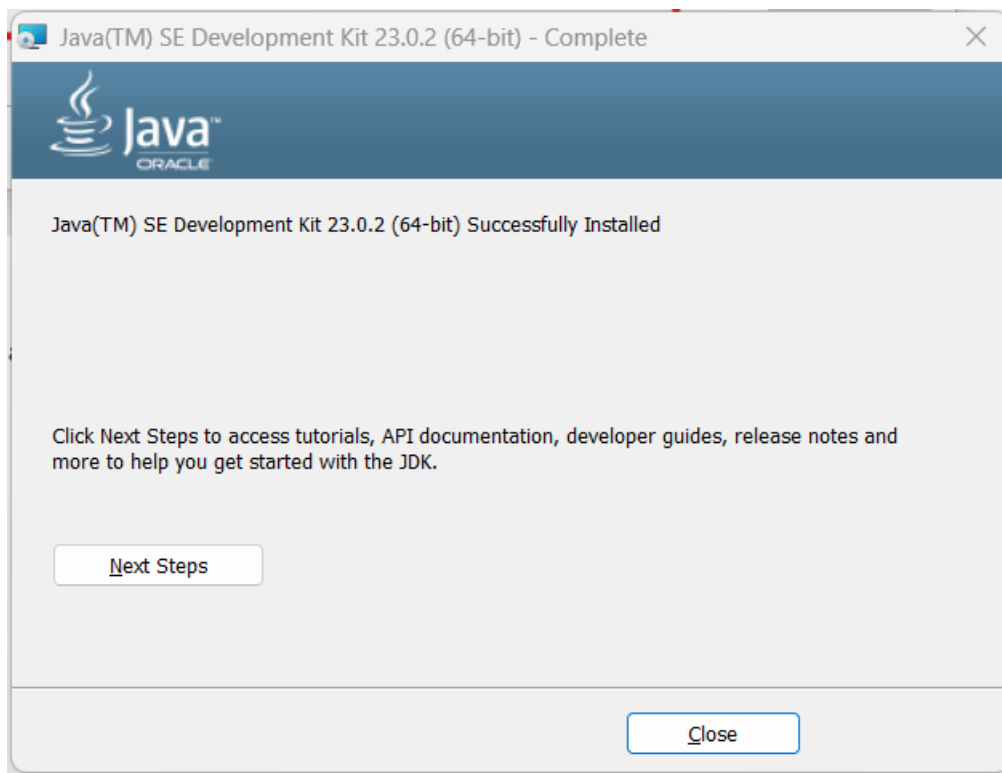 Java(TM) SE Development Kit 23.0.2 (64-bit) - Complete
Java™
ORACLE
Java(TM) SE Development Kit 23.0.2 (64-bit) Successfully Installed
Click Next Steps to access tutorials, API documentation, developer guides, release notes and
more to help you get started with the JDK.
Next Steps
Close